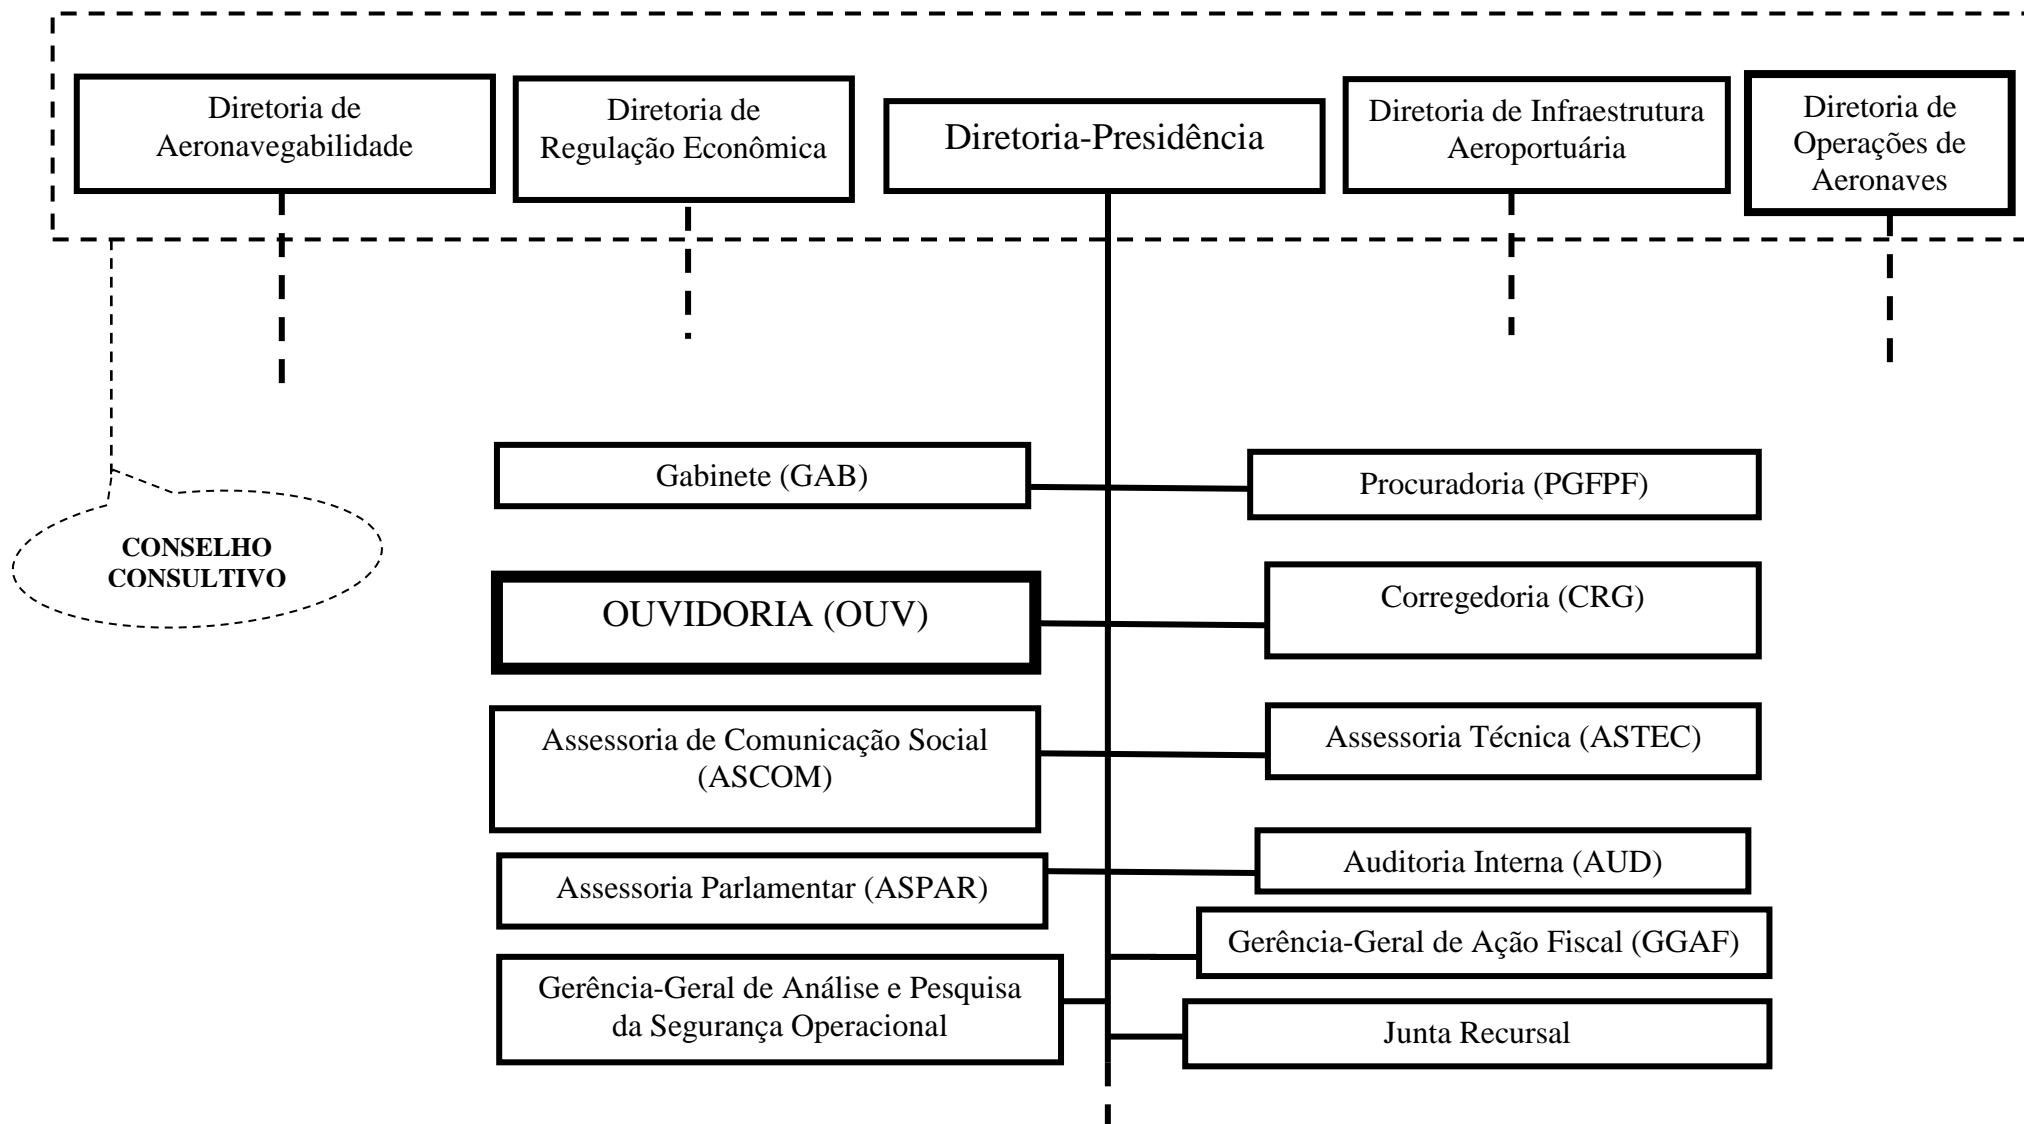 Diretoria de
Aeronavegabilidade
Diretoria de
Regulação Econômica
Diretoria-Presidência
Diretoria de Infraestrutura
Aeroportuária
Diretoria de
Operações de
Aeronaves
Gabinete (GAB)
Procuradoria (PGFPF)
CONSELHO
CONSULTIVO
OUVIDORIA (OUV)
Corregedoria (CRG)
Assessoria de Comunicação Social
(ASCOM)
Assessoria Técnica (ASTEC)
Assessoria Parlamentar (ASPAR)
Auditoria Interna (AUD)
Gerência-Geral de Ação Fiscal (GGAF)
Gerência-Geral de Análise e Pesquisa
da Segurança Operacional
Junta Recursal